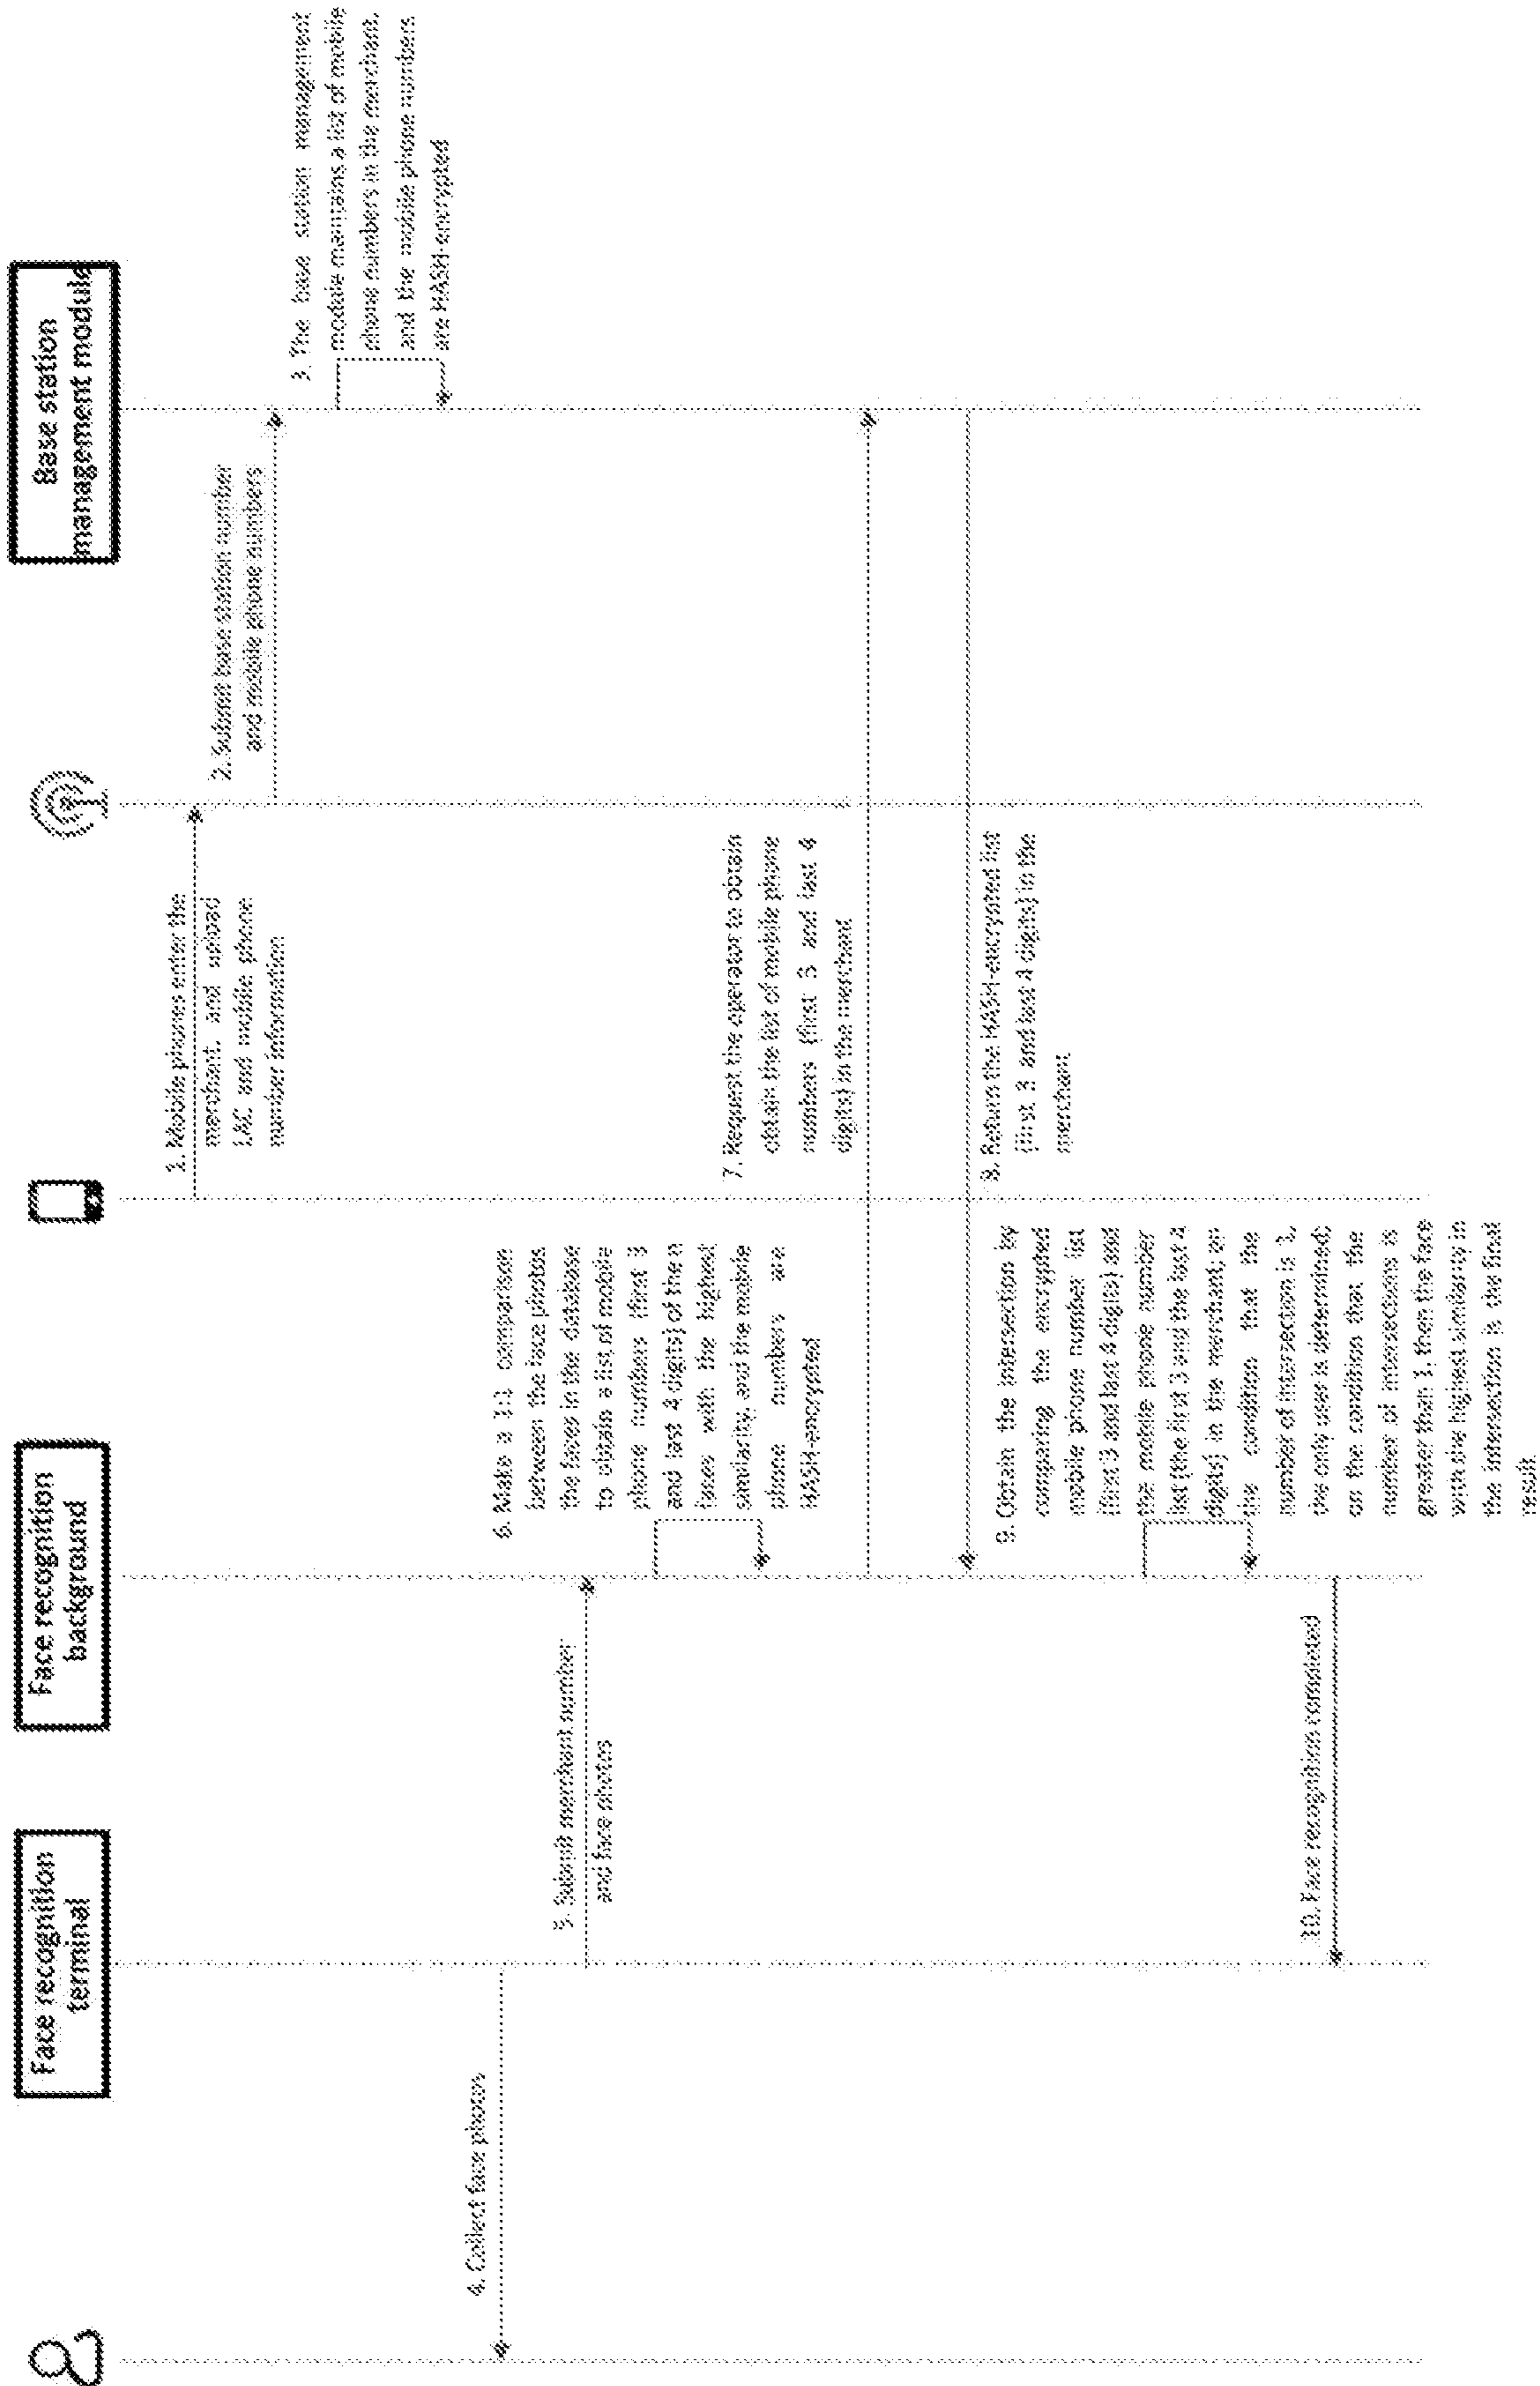 Face recognition
terminal
Face recognition
background
Base station
management module
1. Mobile phones enter the
merchant, and upload
LAC and mobile phone
number information
2. Submit base station number
and mobile phone numbers
3. The base station management
module maintains a list of mobile
phone numbers in the merchant,
and the mobile phone numbers
are HASH-encrypted
4. Collect face photos
5. Submit merchant number
and face photos
6. Make a 1:1 comparison
between the face photos
the faces in the database
to obtain a list of mobile
phone numbers (first 3
and last 4 digits) of the n
faces with the highest
similarity, and the mobile
phone numbers are
HASH-encrypted
7. Request the operator to obtain
obtain the list of mobile phone
numbers (first 3 and last 4
digits) in the merchant
8. Return the HASH-encrypted list
(first 3 and last 4 digits) in the
merchant
9. Obtain the intersection by
comparing the encrypted
mobile phone number list
(first 3 and last 4 digits) and
the mobile phone number
list (the first 3 and the last 4
digits) in the merchant; on
the condition that the
number of intersection is 1,
the only user is determined;
on the condition that the
number of intersections is
greater than 1, then the face
with the highest similarity in
the intersection is the final
result
10. Face recognition completed